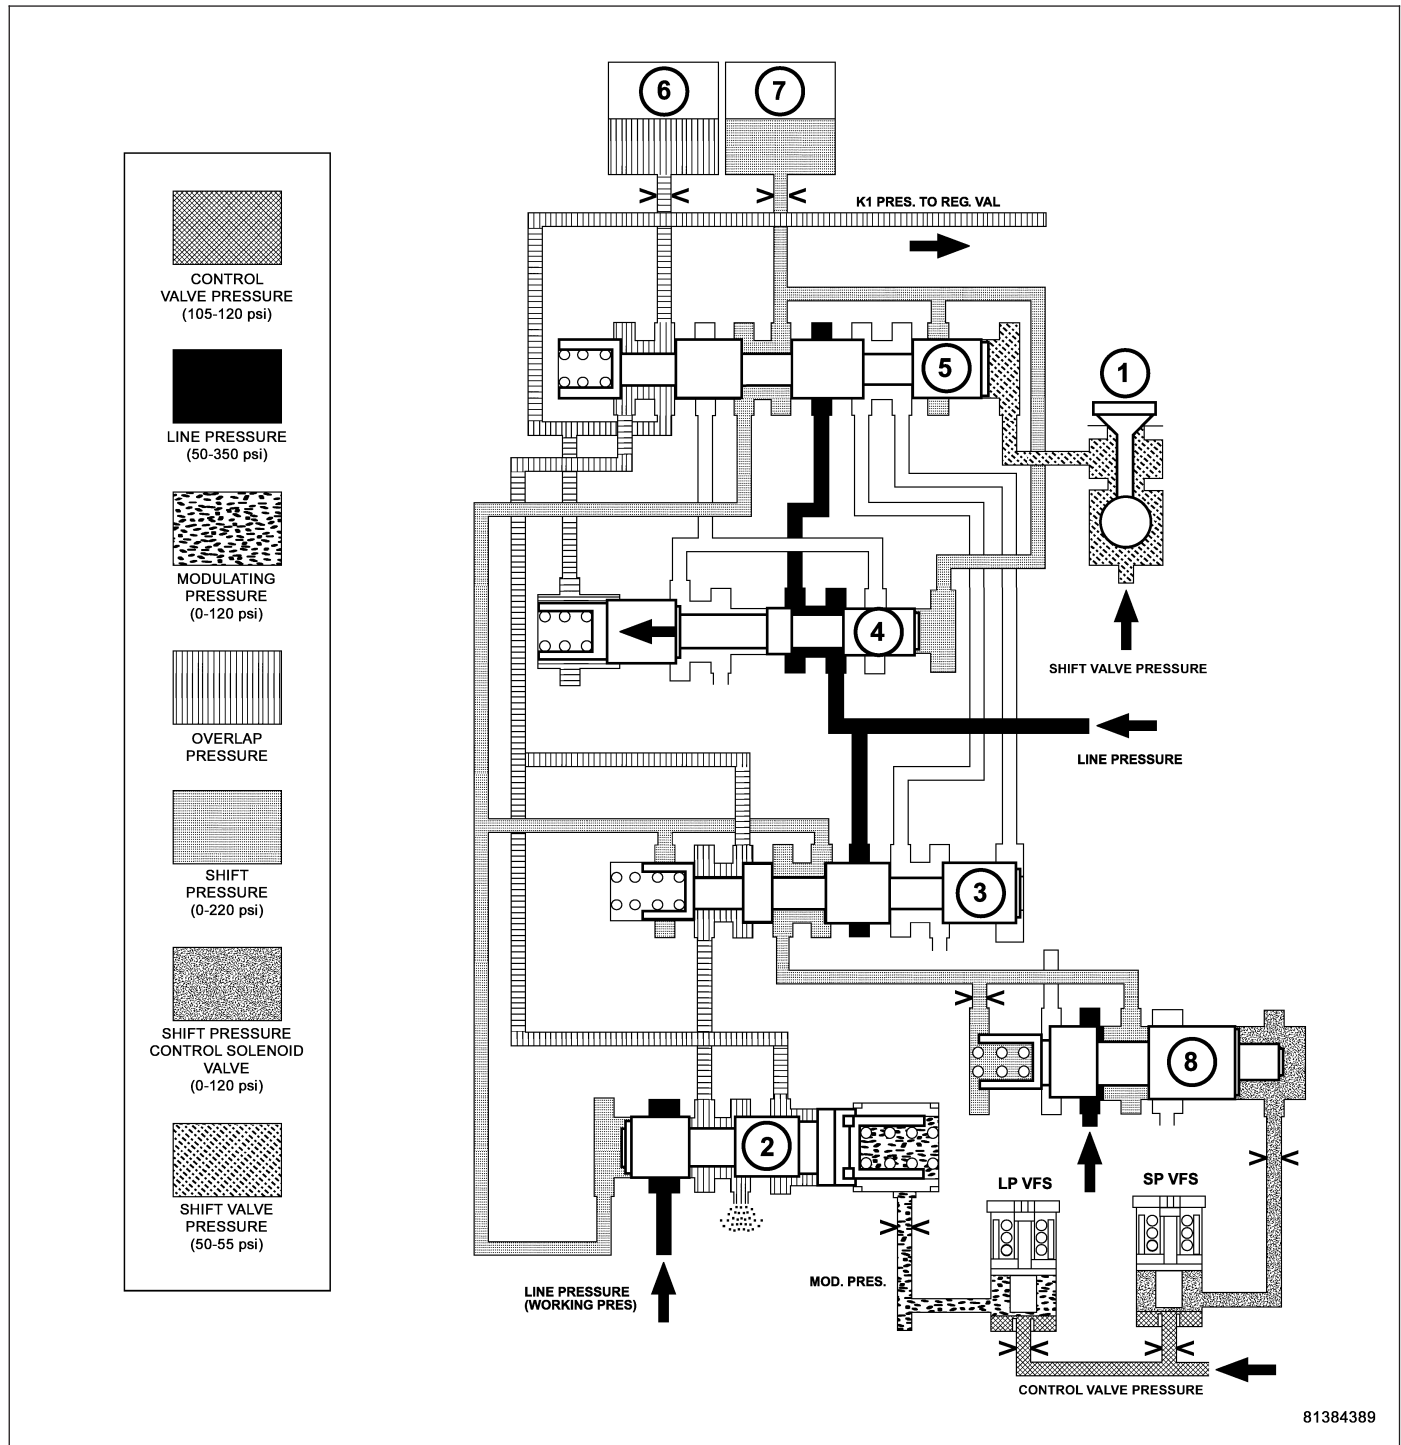 6
7
K1 PRES. TO REG. VAL
CONTROL
VALVE PRESSURE
(105-120 psi)
5
1
LINE PRESSURE
(50-350 psi)
MODULATING
PRESSURE
(0-120 psi)
4
SHIFT VALVE PRESSURE
OVERLAP
PRESSURE
LINE PRESSURE
SHIFT
PRESSURE
(0-220 psi)
3
SHIFT PRESSURE
CONTROL SOLENOID
VALVE
(0-120 psi)
8
2
LP VFS
SP VFS
SHIFT VALVE
PRESSURE
(50-55 psi)
MOD. PRES.
LINE PRESSURE
(WORKING PRES)
CONTROL VALVE PRESSURE
81384389